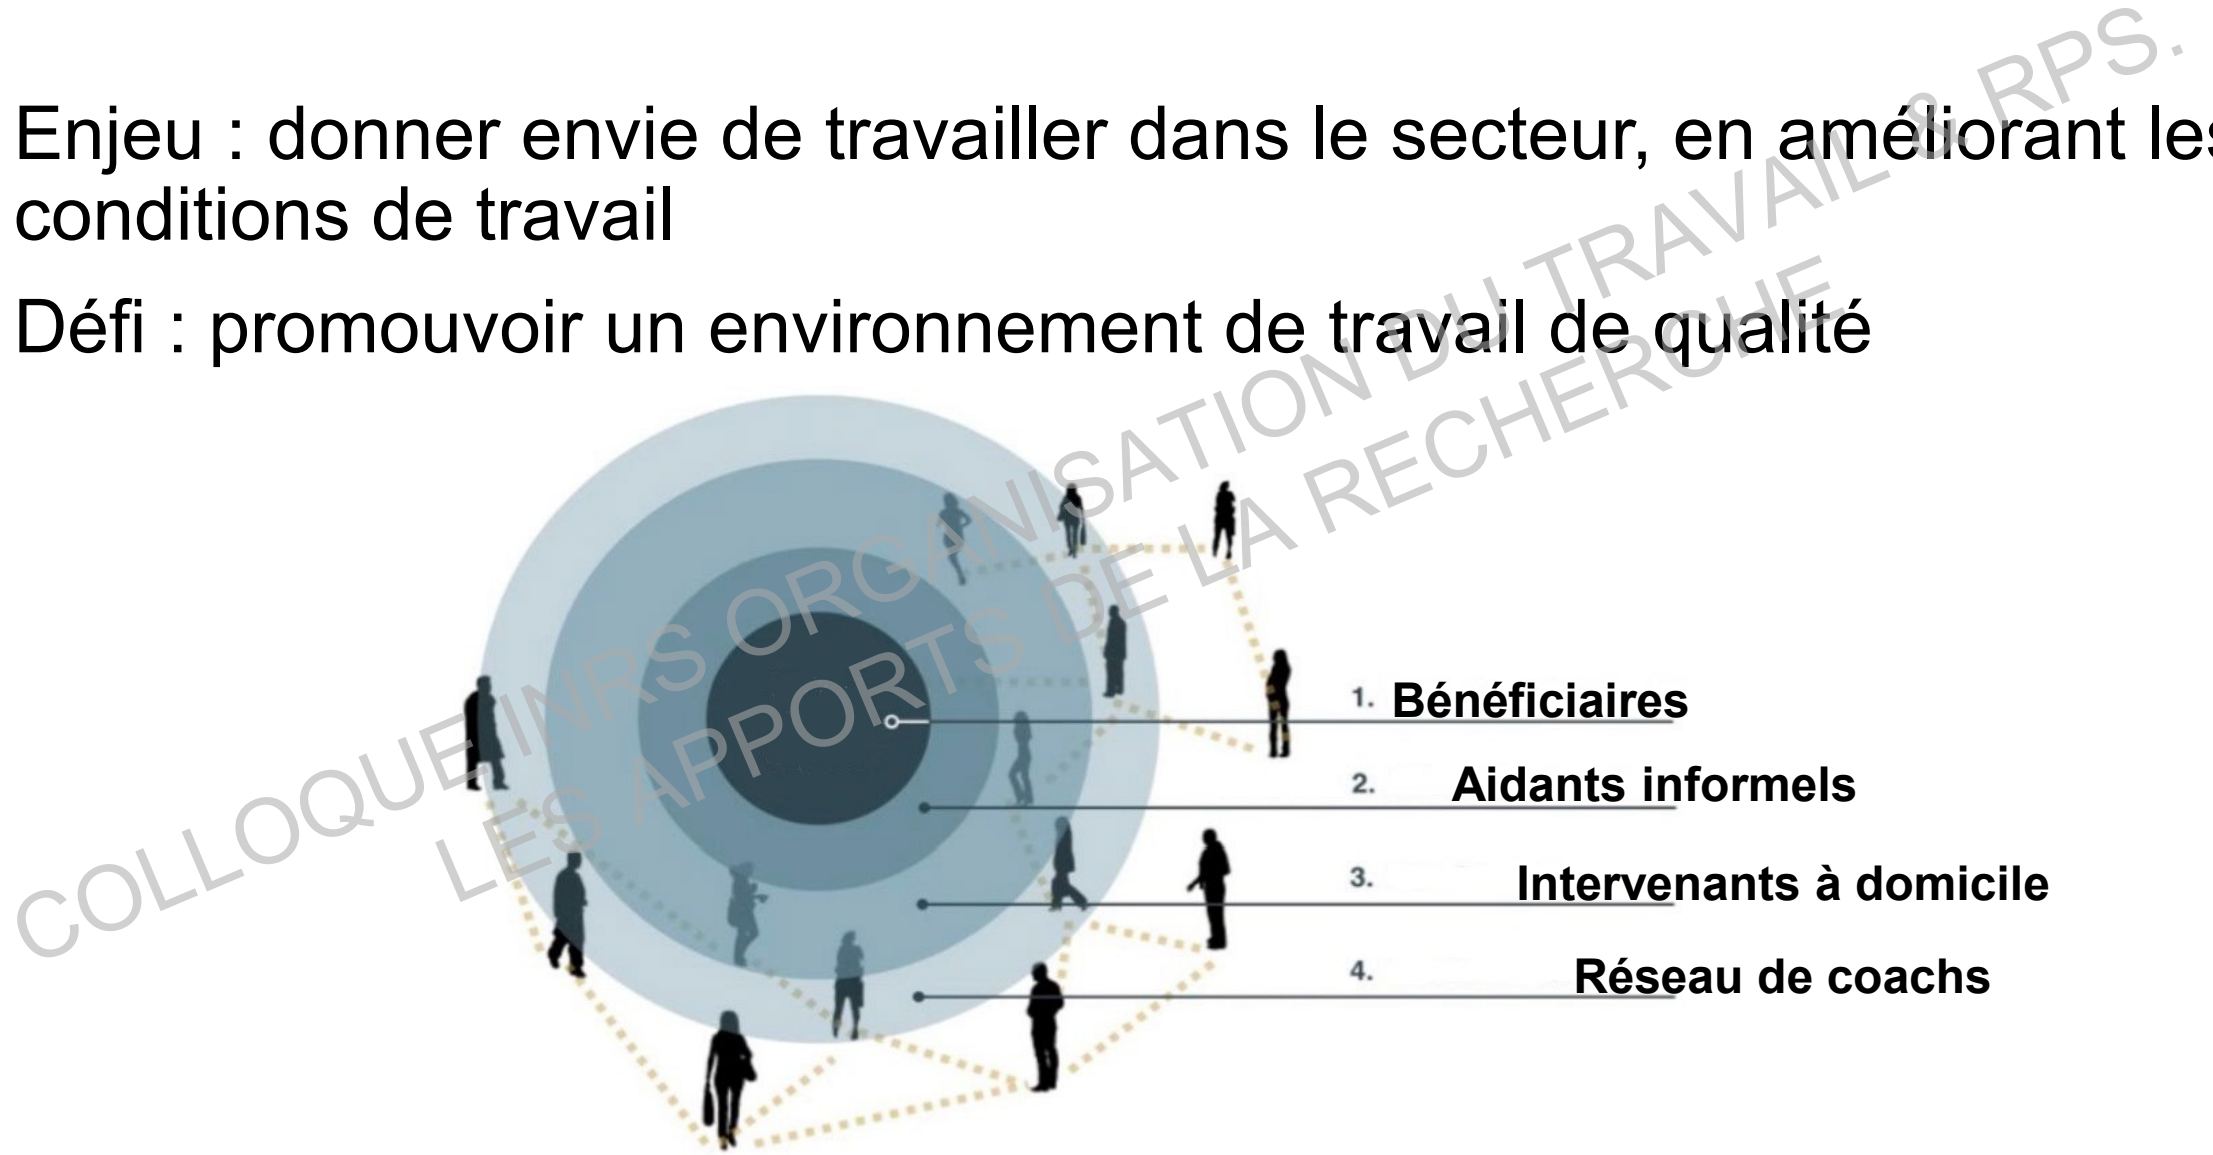 Enjeu : donner envie de travailler dans le secteur, en améliorant les
conditions de travail
Défi : promouvoir un environnement de travail de qualité
1. Bénéficiaires
2. Aidants informels
3. Intervenants à domicile
4. Réseau de coachs
COLLOQUE INRS ORGANISATION DU TRAVAIL & RPS.
LES APPORTS DE LA RECHERCHE